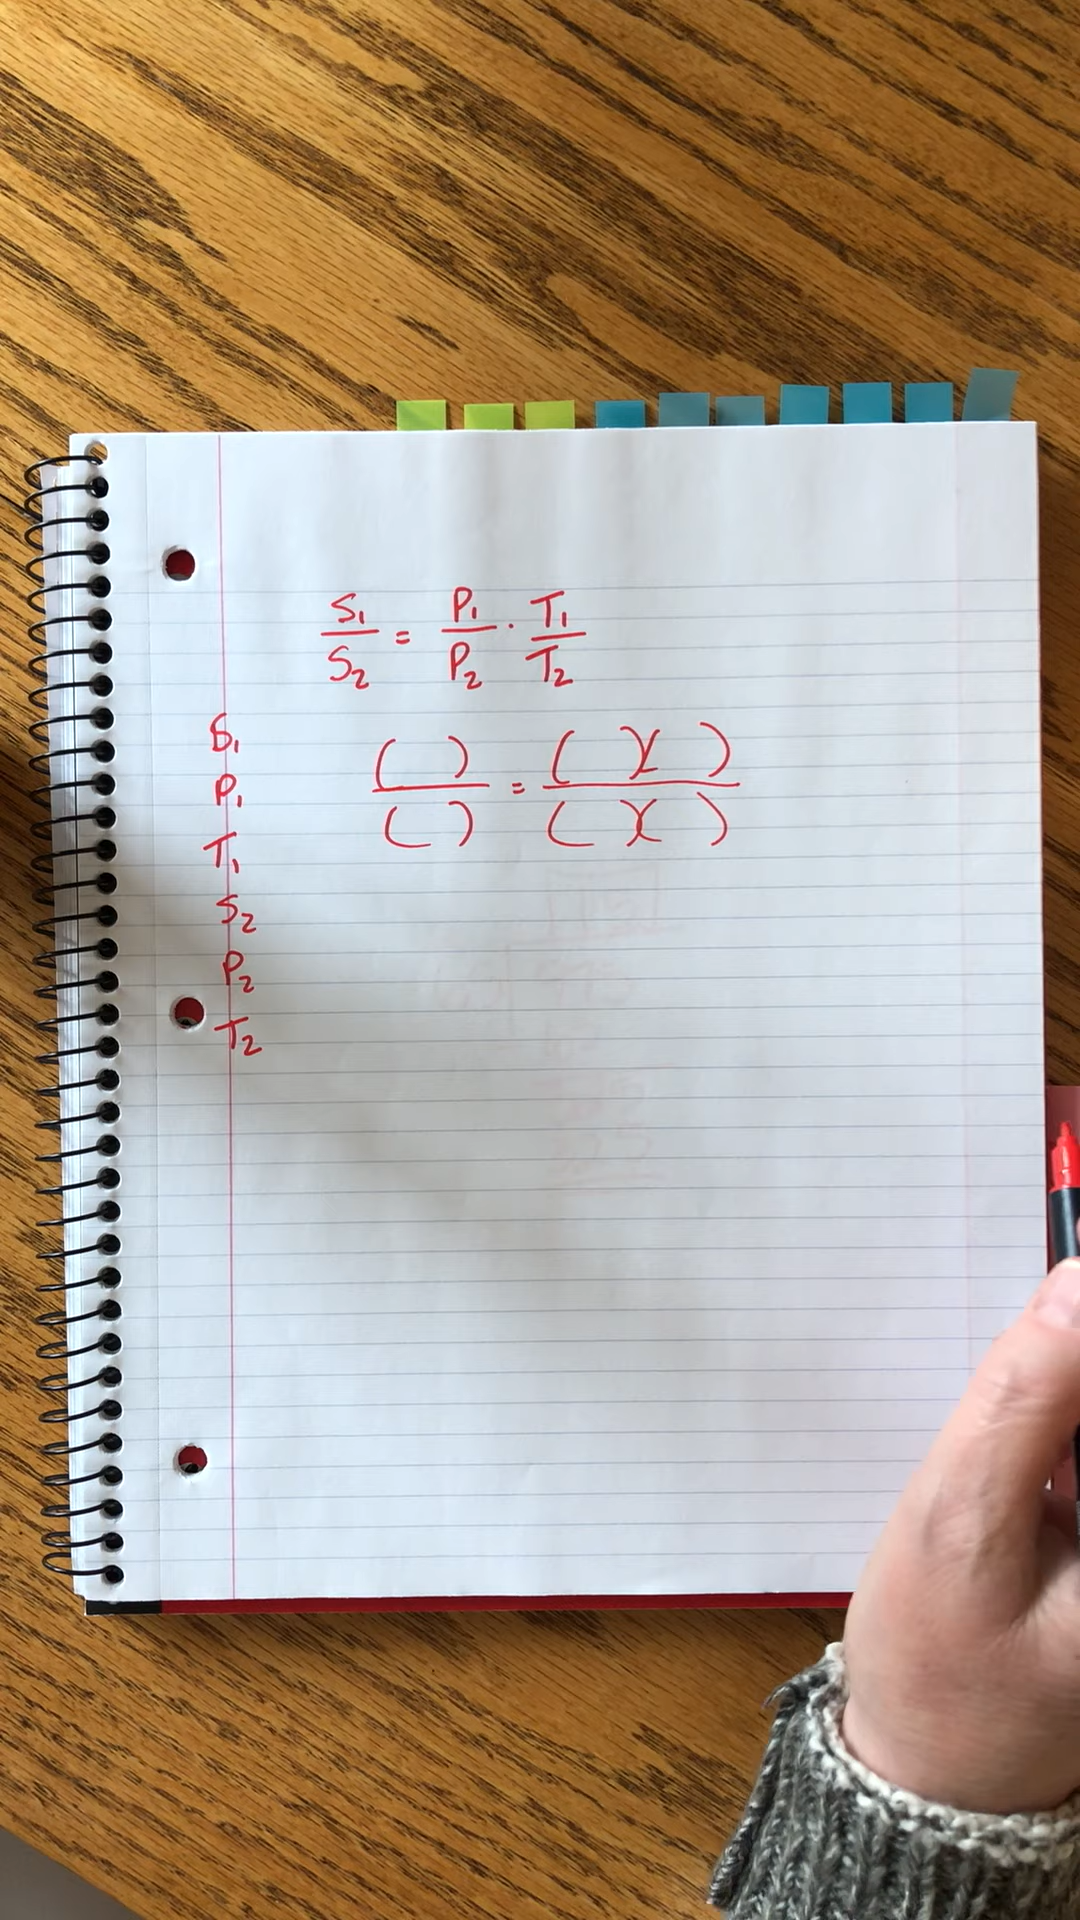 S₁/S₂ = P₁/P₂ · T₁/T₂
( )/( ) = ( )( )/( )( )
S₁
P₁
T₁
S₂
P₂
T₂